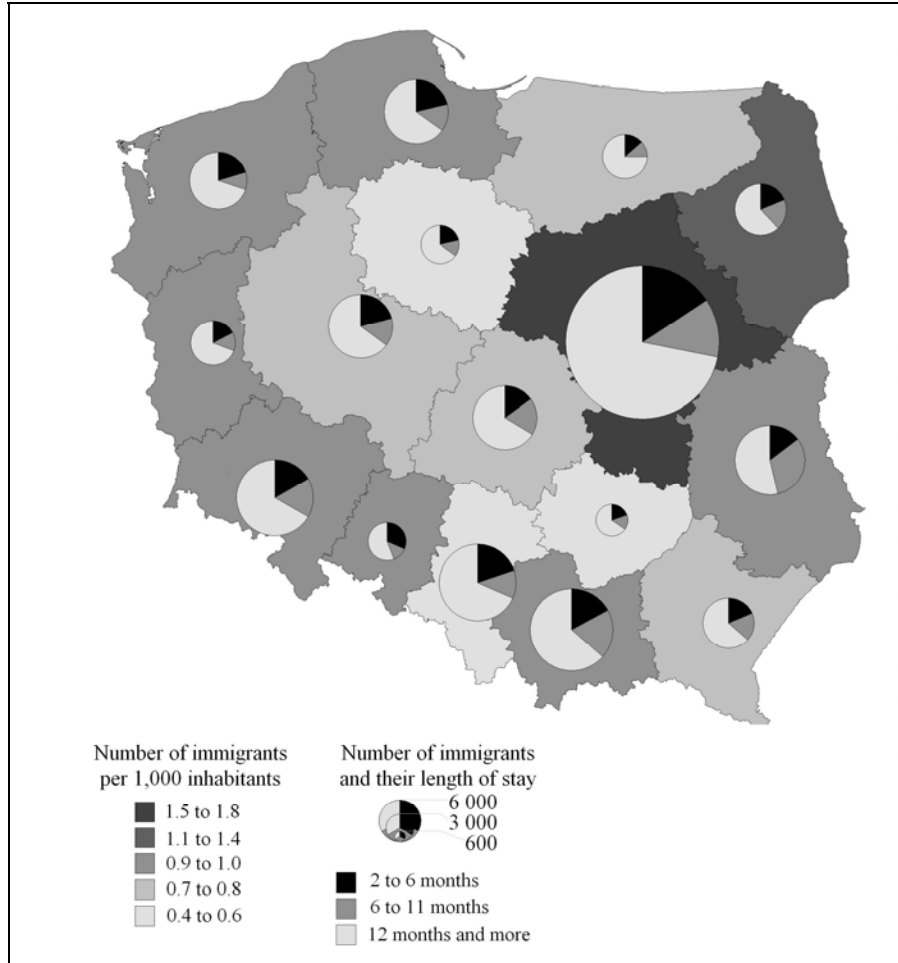 Number of immigrants
per 1,000 inhabitants
1.5 to 1.8
1.1 to 1.4
0.9 to 1.0
0.7 to 0.8
0.4 to 0.6
Number of immigrants
and their length of stay
6 000
3 000
600
2 to 6 months
6 to 11 months
12 months and more